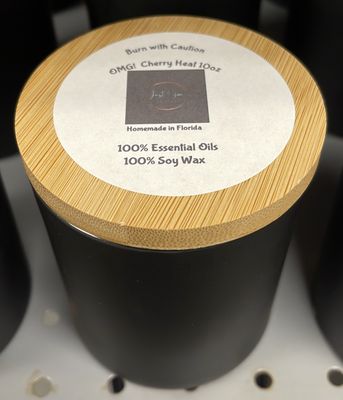 Burn with Caution
OMG! Cherry Heat 10oz
Homemade in Florida
100% Essential Oils
100% Soy Wax